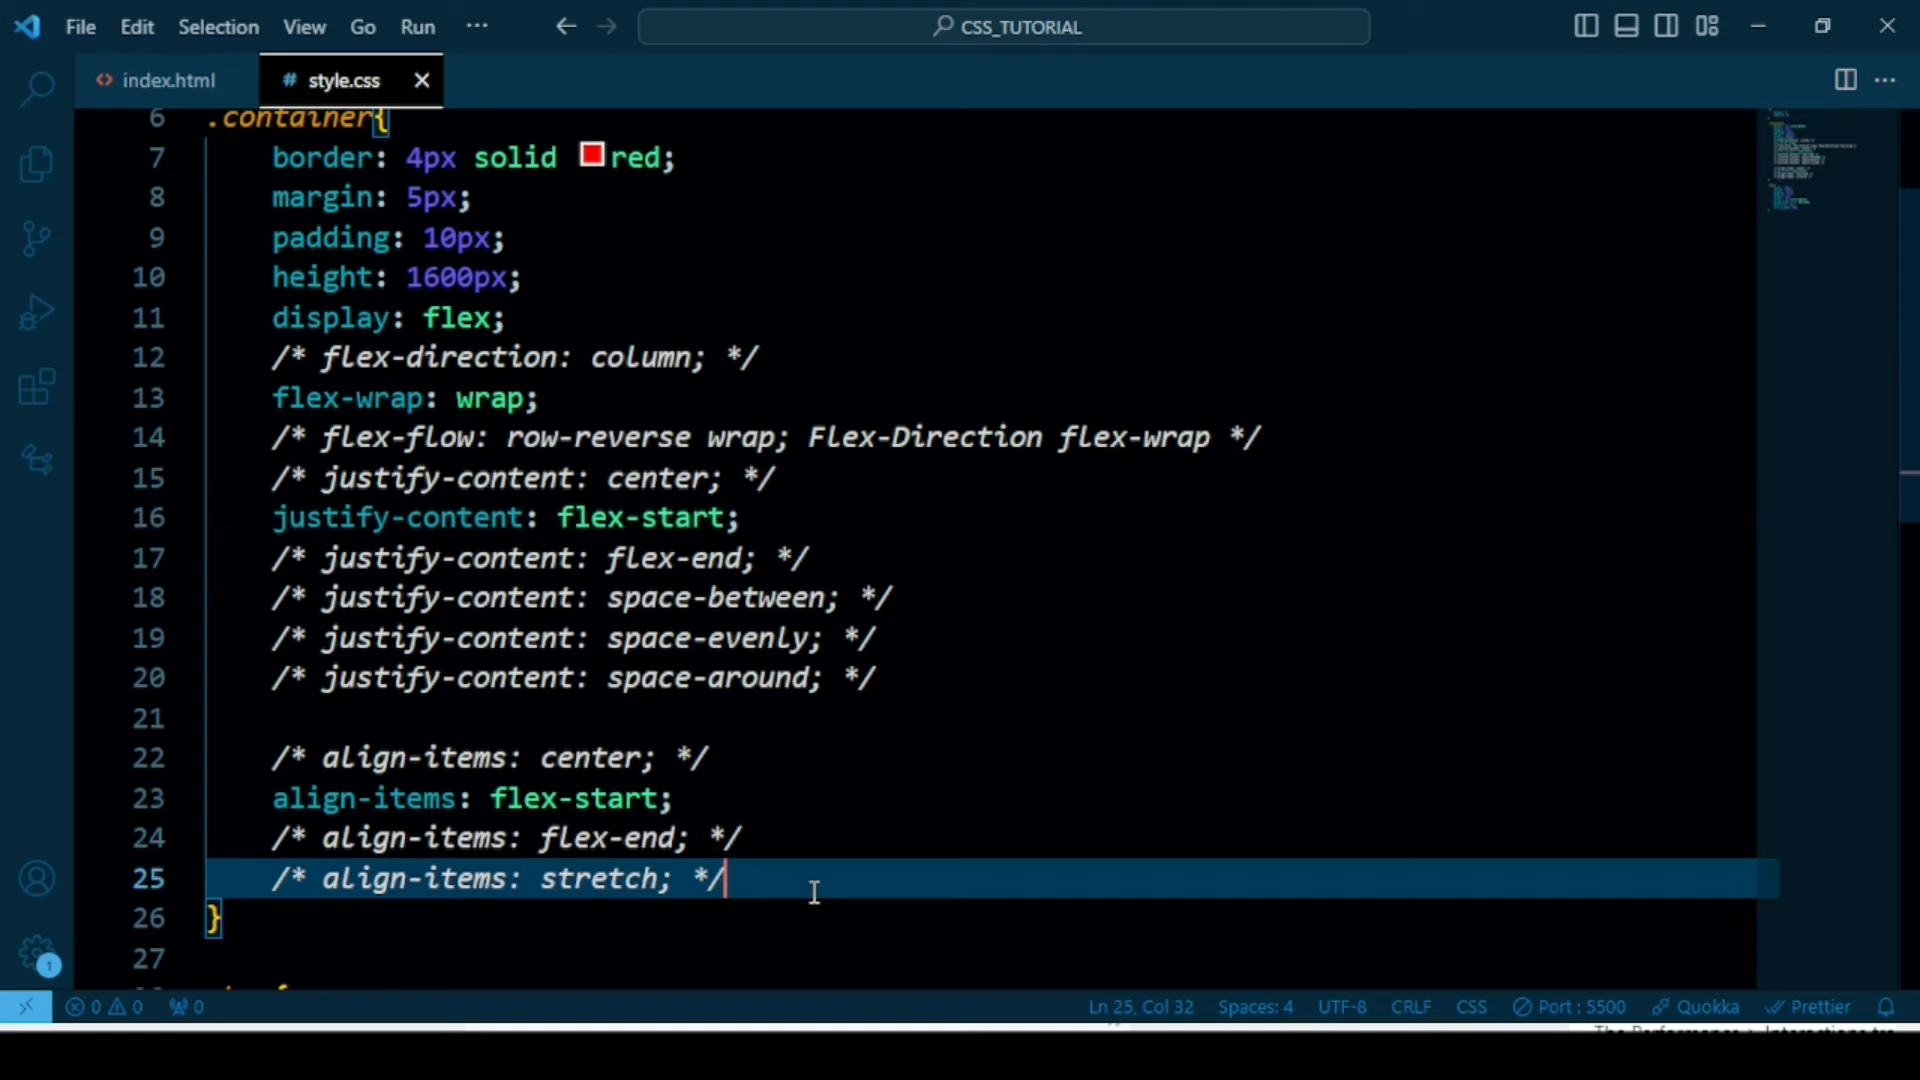 File Edit Selection View Go Run ···
CSS_TUTORIAL
index.html
# style.css
6 .container{
7 border: 4px solid red;
8 margin: 5px;
9 padding: 10px;
10 height: 1600px;
11 display: flex;
12 /* flex-direction: column; */
13 flex-wrap: wrap;
14 /* flex-flow: row-reverse wrap; Flex-Direction flex-wrap */
15 /* justify-content: center; */
16 justify-content: flex-start;
17 /* justify-content: flex-end; */
18 /* justify-content: space-between; */
19 /* justify-content: space-evenly; */
20 /* justify-content: space-around; */
21
22 /* align-items: center; */
23 align-items: flex-start;
24 /* align-items: flex-end; */
25 /* align-items: stretch; */
26 }
27
1
0 0 0
Ln 25, Col 32 Spaces: 4 UTF-8 CRLF CSS Port : 5500 Quokka Prettier